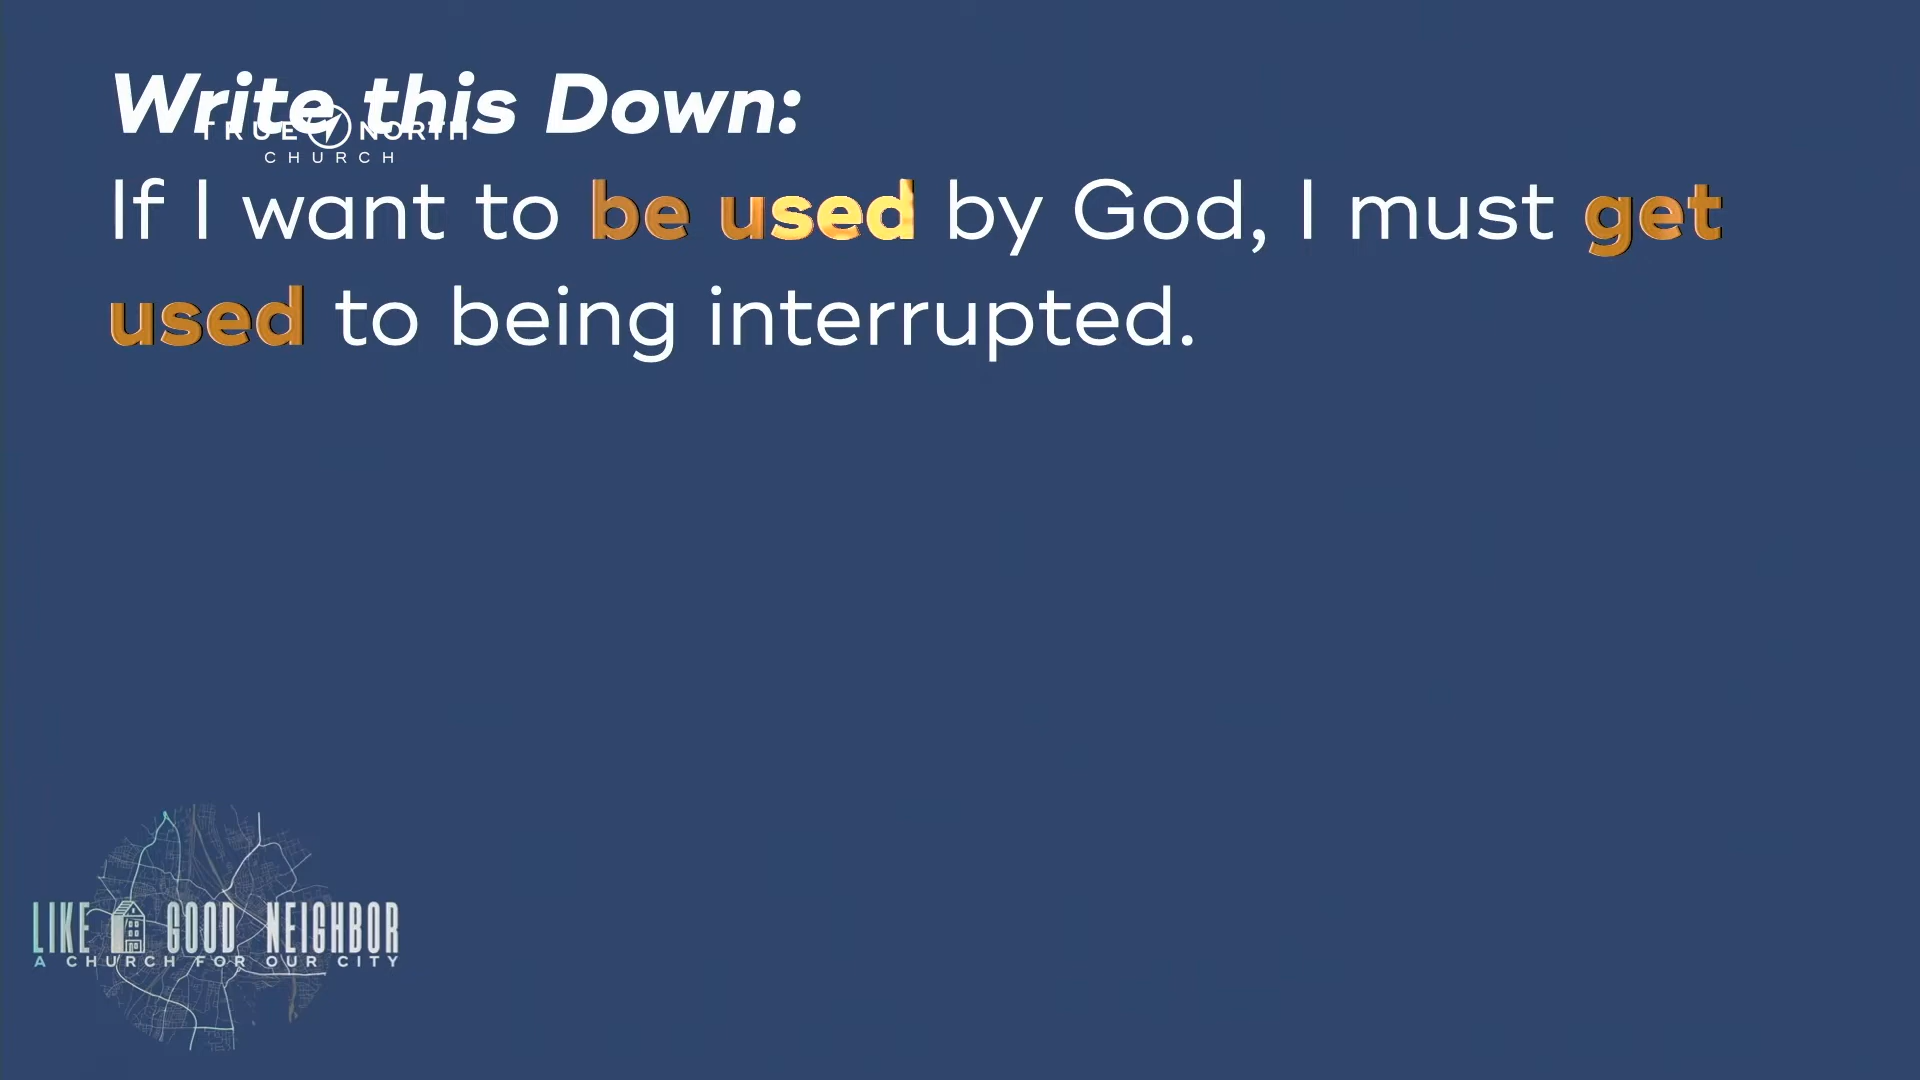 Write this Down:
TRUE NORTH
CHURCH
If I want to be used by God, I must get
used to being interrupted.
LIKE GOOD NEIGHBOR
A CHURCH FOR OUR CITY